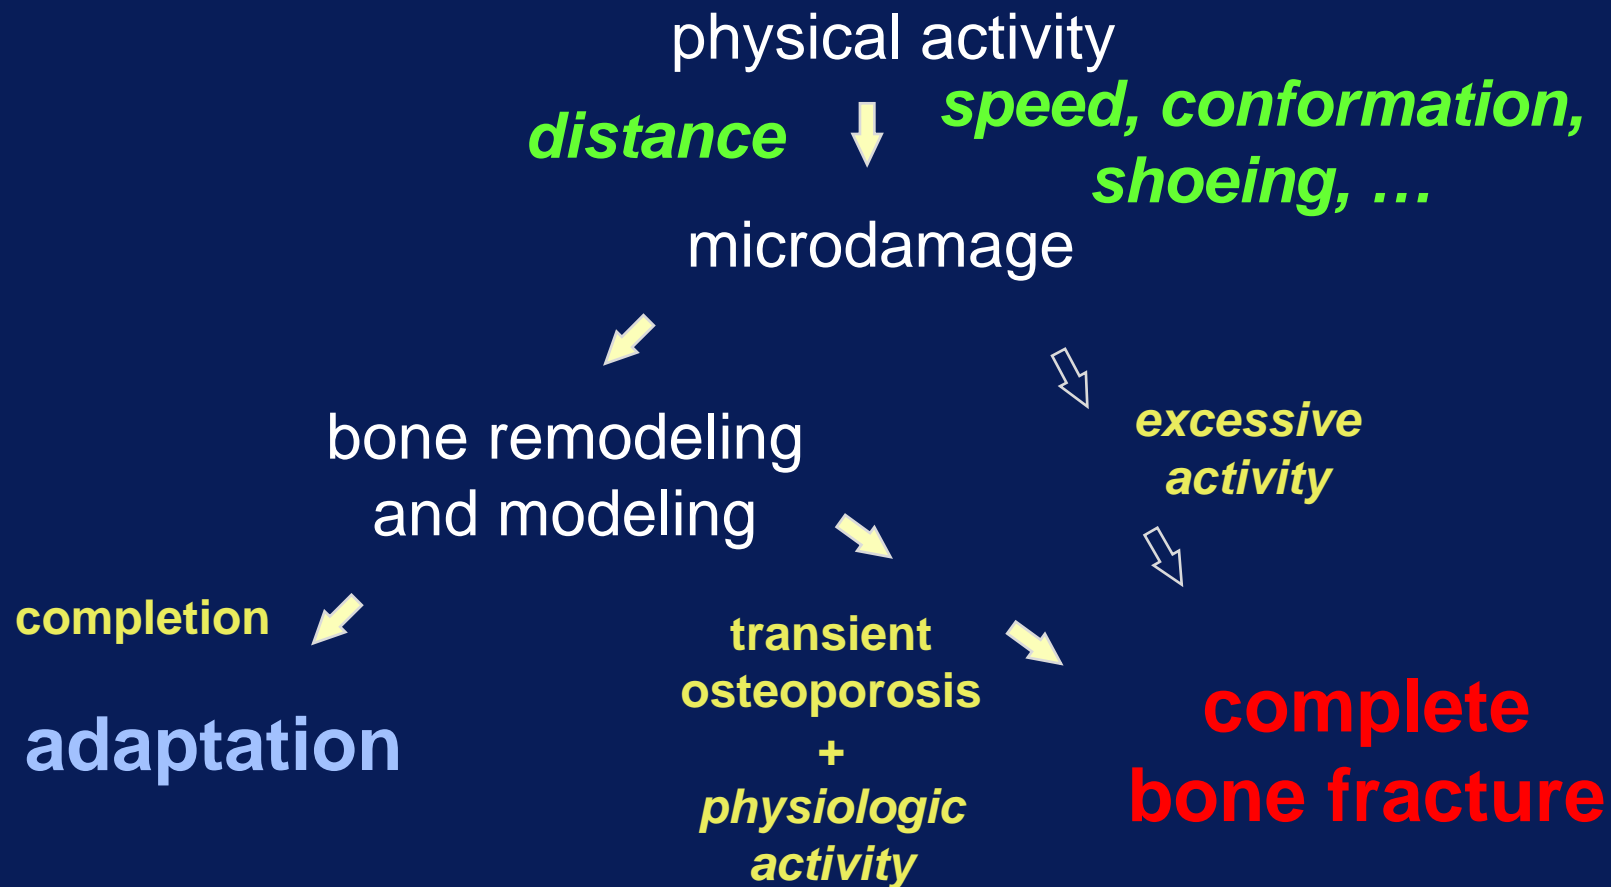 physical activity
distance
speed, conformation,
shoeing, …
microdamage
bone remodeling
and modeling
excessive
activity
completion
adaptation
transient
osteoporosis
+
physiologic
activity
complete
bone fracture